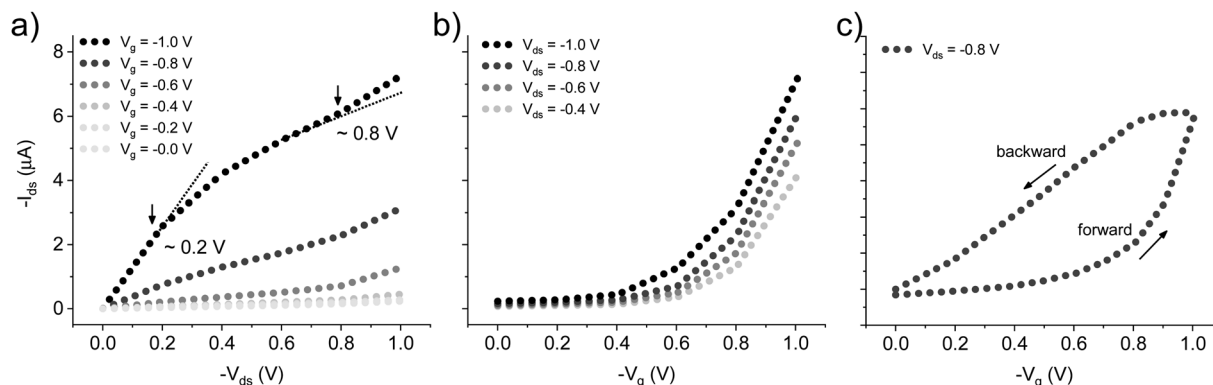 a)
V_g = -1.0 V
V_g = -0.8 V
V_g = -0.6 V
V_g = -0.4 V
V_g = -0.2 V
V_g = -0.0 V
~ 0.8 V
~ 0.2 V
8
6
4
2
0
-I_ds (µA)
0.0 0.2 0.4 0.6 0.8 1.0
-V_ds (V)
b)
V_ds = -1.0 V
V_ds = -0.8 V
V_ds = -0.6 V
V_ds = -0.4 V
0.0 0.2 0.4 0.6 0.8 1.0
-V_g (V)
c)
V_ds = -0.8 V
backward
forward
0.0 0.2 0.4 0.6 0.8 1.0
-V_g (V)